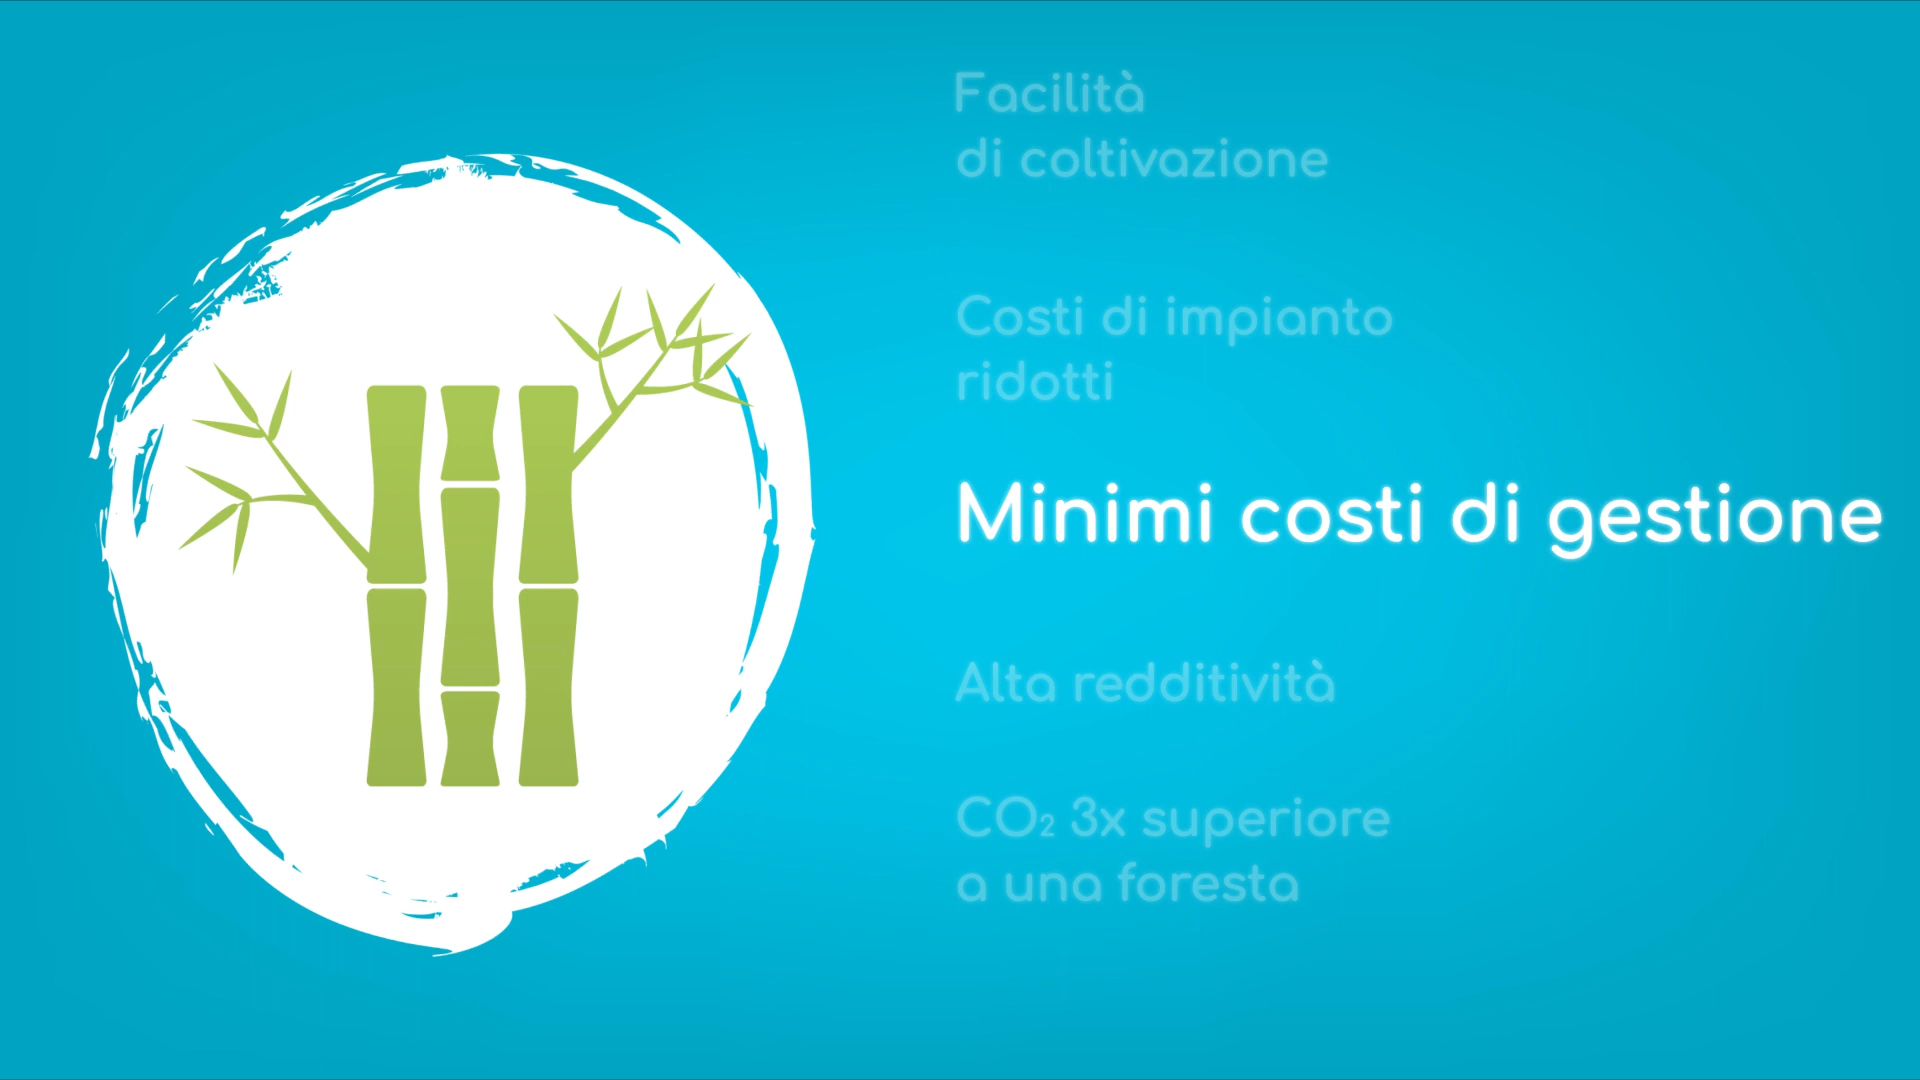 Facilità
di coltivazione
Costi di impianto
ridotti
Minimi costi di gestione
Alta redditività
CO₂ 3x superiore
a una foresta